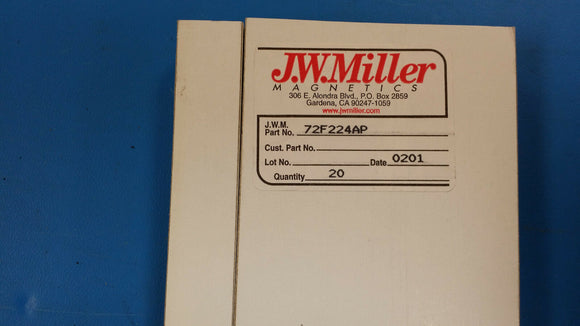 J.W.Miller
MAGNETICS
306 E. Alondra Blvd., P.O. Box 2859
Gardena, CA 90247-1059
www.jwmiller.com
J.W.M.
Part No. 72F224AP
Cust. Part No.
Lot No. Date 0201
Quantity 20